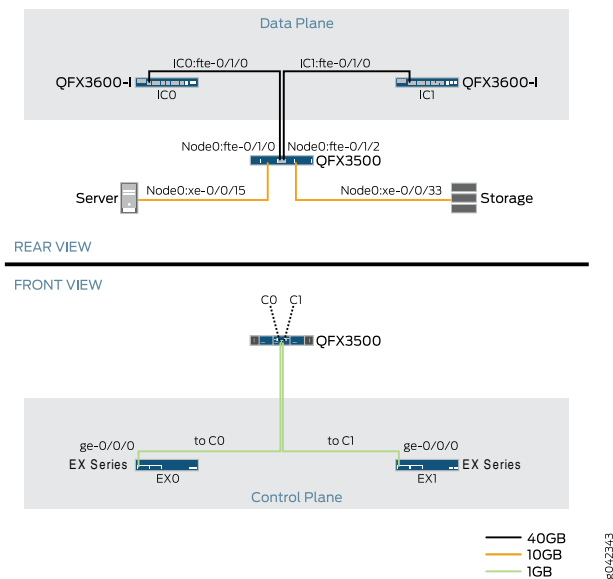 Data Plane
IC0:fte-0/1/0
IC1:fte-0/1/0
QFX3600-I
QFX3600-I
IC0
IC1
Node0:fte-0/1/0
Node0:fte-0/1/2
QFX3500
Server
Node0:xe-0/0/15
Node0:xe-0/0/33
Storage
REAR VIEW
FRONT VIEW
C0
C1
QFX3500
ge-0/0/0
to C0
to C1
ge-0/0/0
EX Series
EX Series
EX0
EX1
Control Plane
40GB
10GB
1GB
g042343